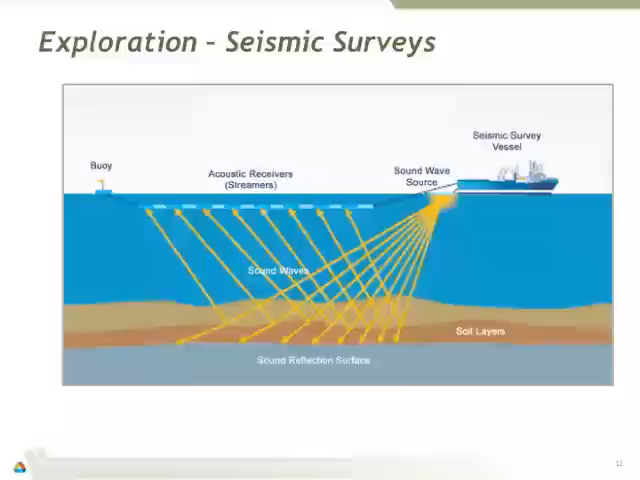 Exploration – Seismic Surveys
Seismic Survey
Vessel
Buoy
Acoustic Receivers
(Streamers)
Sound Wave
Source
Sound Waves
Soil Layers
Sound Reflection Surface
12